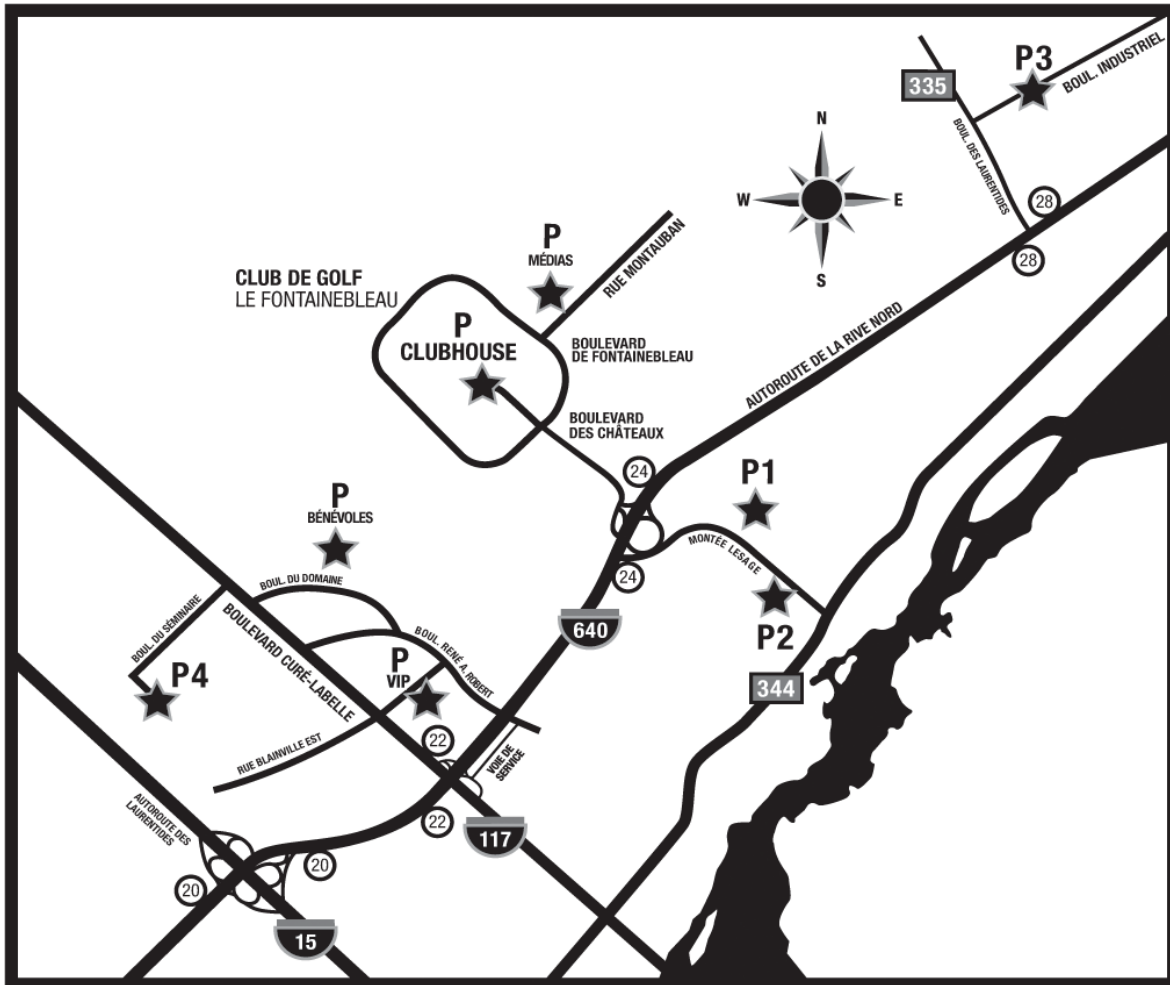 P3
BOUL. INDUSTRIEL
335
BOUL. DES LAURENTIDES
N
W
E
S
28
28
P
MÉDIAS
RUE MONTAUBAN
CLUB DE GOLF
LE FONTAINEBLEAU
P
CLUBHOUSE
BOULEVARD
DE FONTAINEBLEAU
AUTOROUTE DE LA RIVE NORD
BOULEVARD
DES CHÂTEAUX
24
P1
P
BÉNÉVOLES
MONTÉE LESAGE
24
BOUL. DU DOMAINE
P2
640
BOUL. DU SÉMINAIRE
BOULEVARD CURÉ-LABELLE
BOUL. RENÉ A. ROBERT
P
VIP
P4
344
22
RUE BLAINVILLE EST
VOIE DE
SERVICE
AUTOROUTE DES
LAURENTIDES
22
117
20
20
15